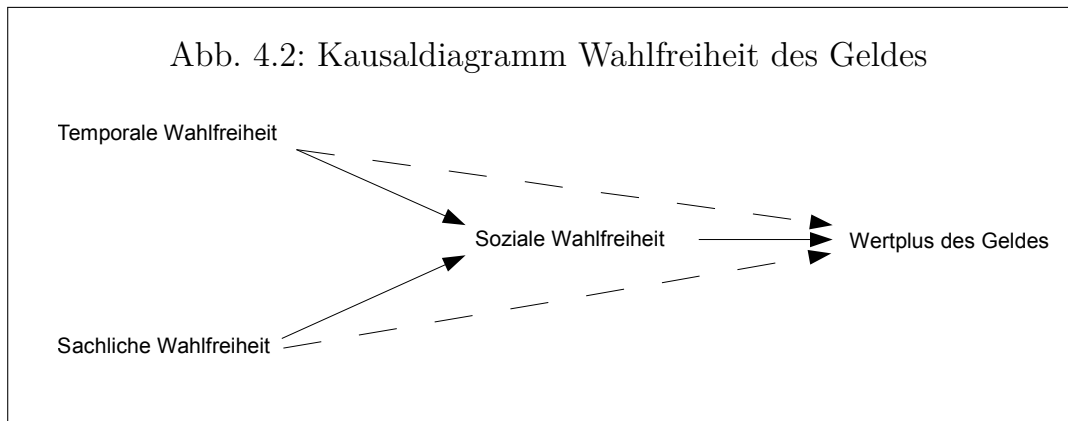 Abb. 4.2: Kausaldiagramm Wahlfreiheit des Geldes
Temporale Wahlfreiheit
Soziale Wahlfreiheit
Wertplus des Geldes
Sachliche Wahlfreiheit